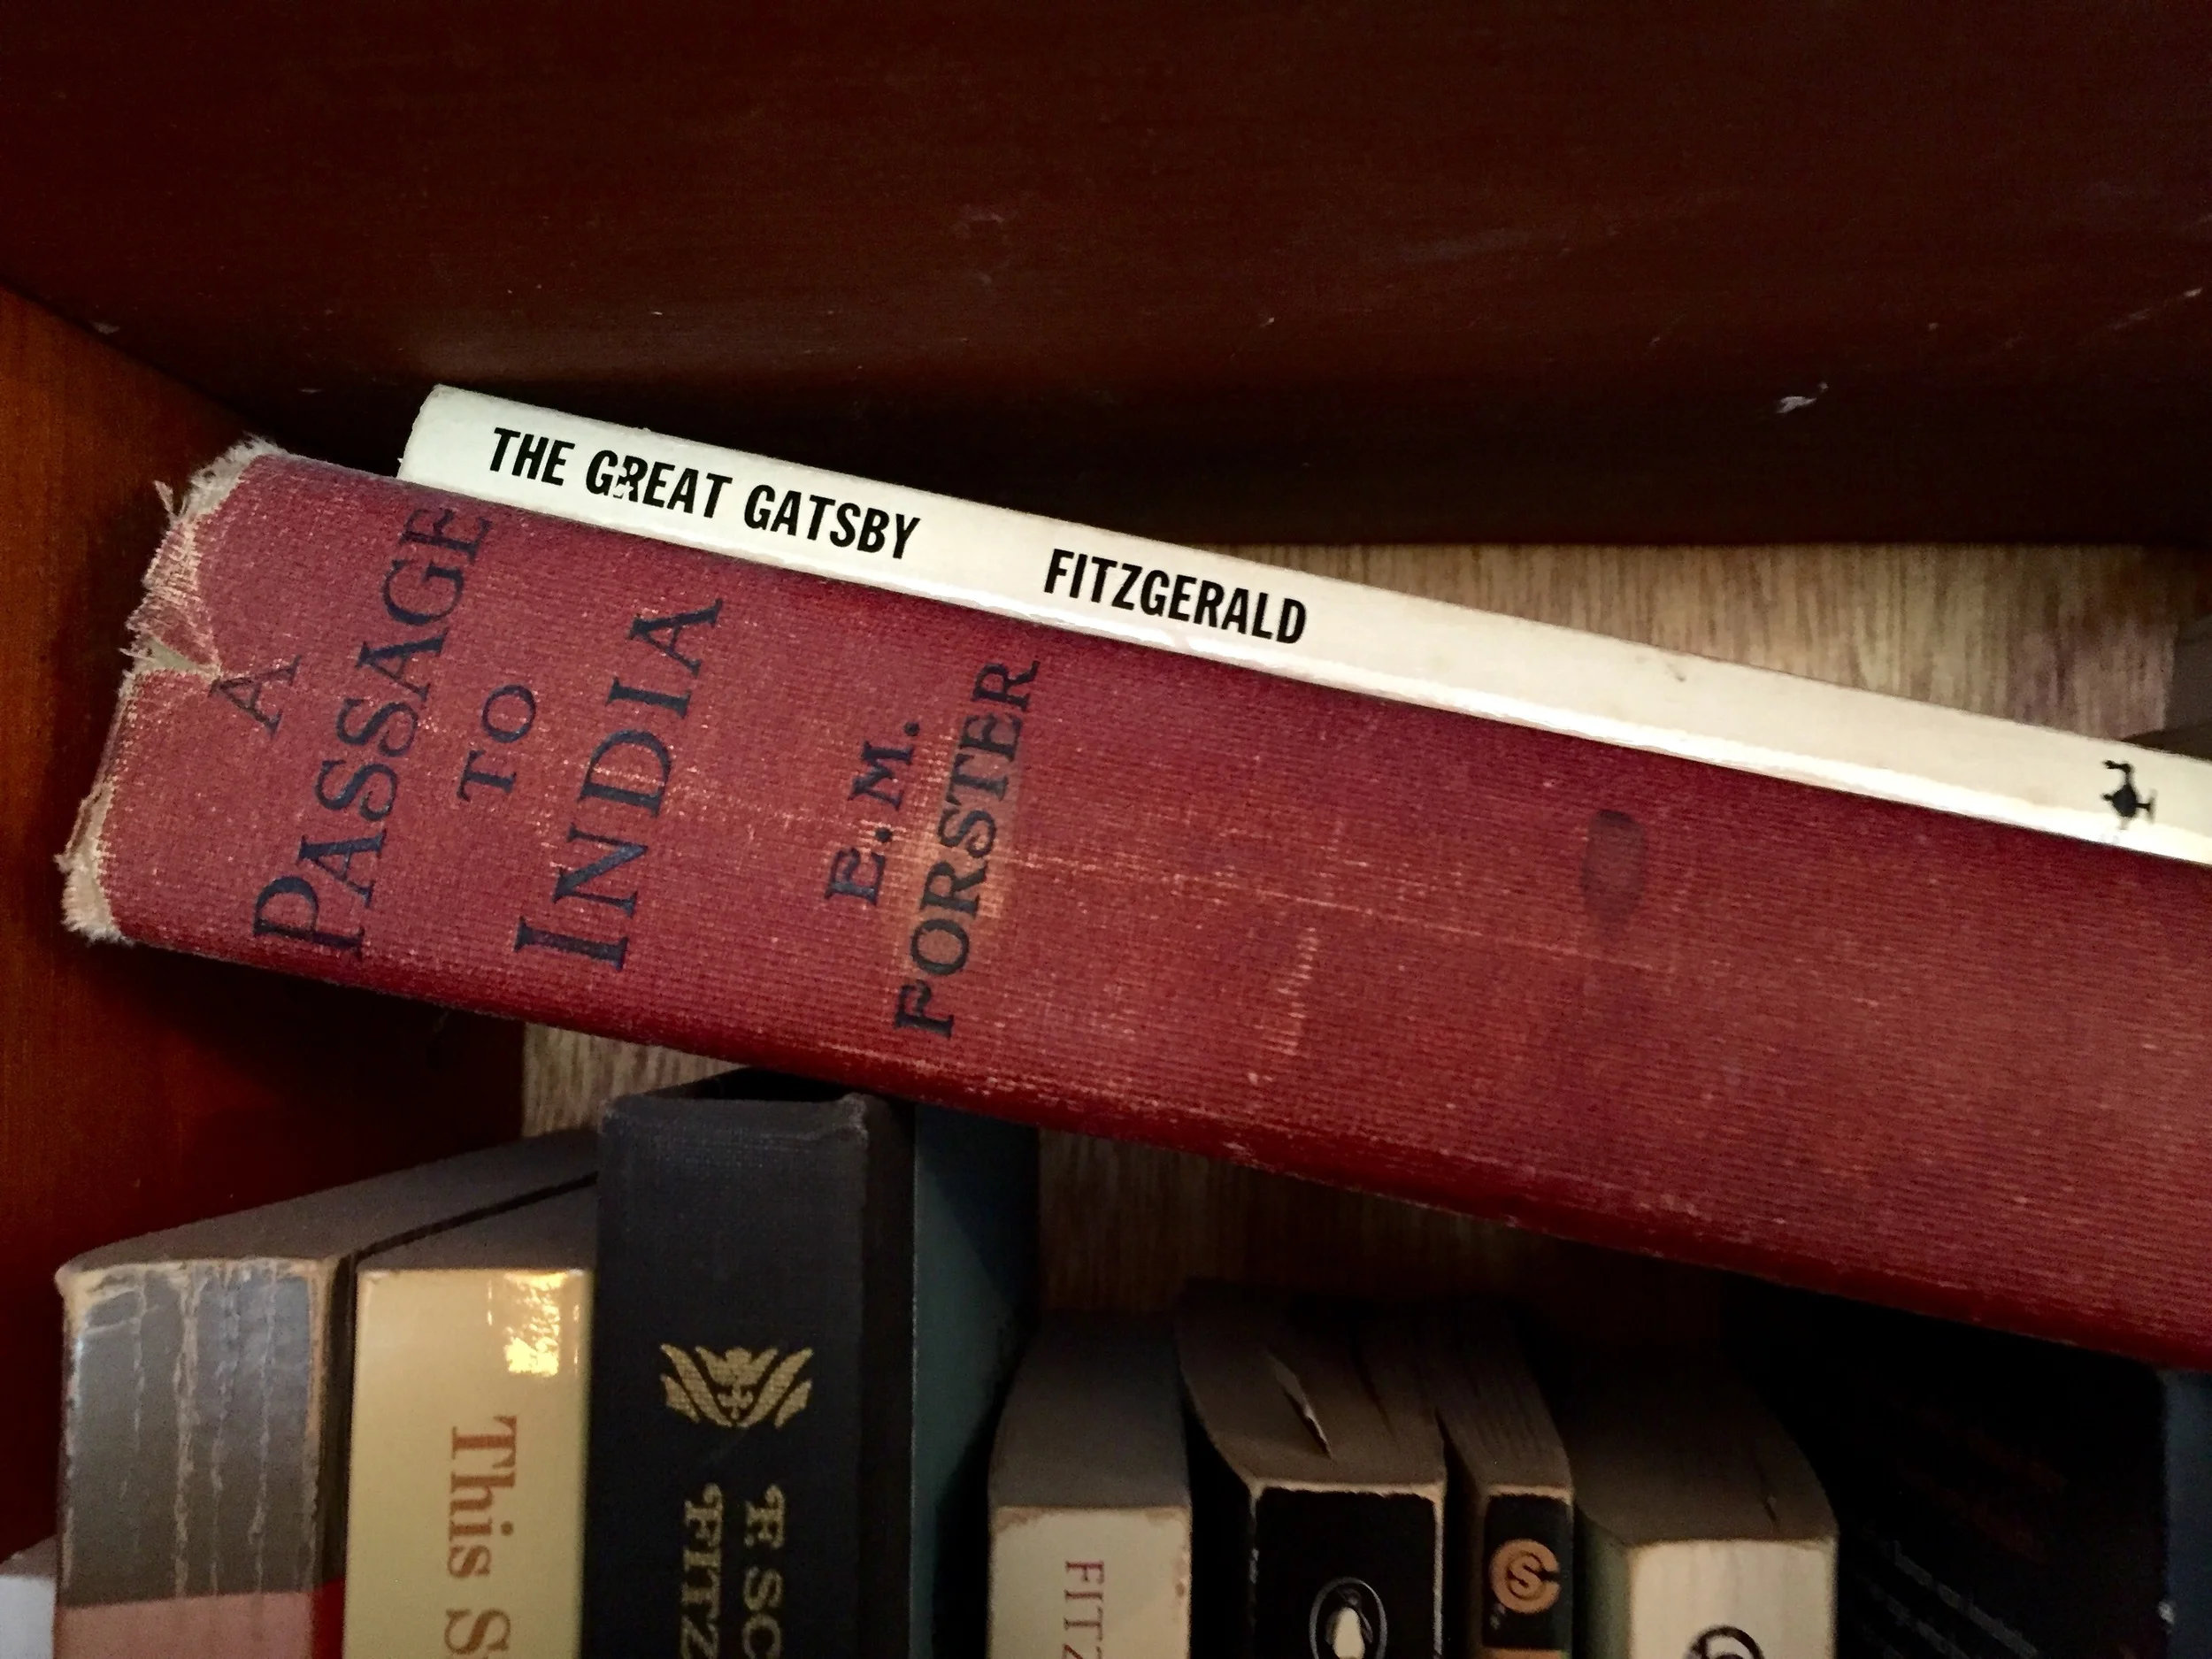 THE GREAT GATSBY FITZGERALD
A
PASSAGE
TO
INDIA
E. M.
FORSTER
This S
F. SC
FITZ
FITZ